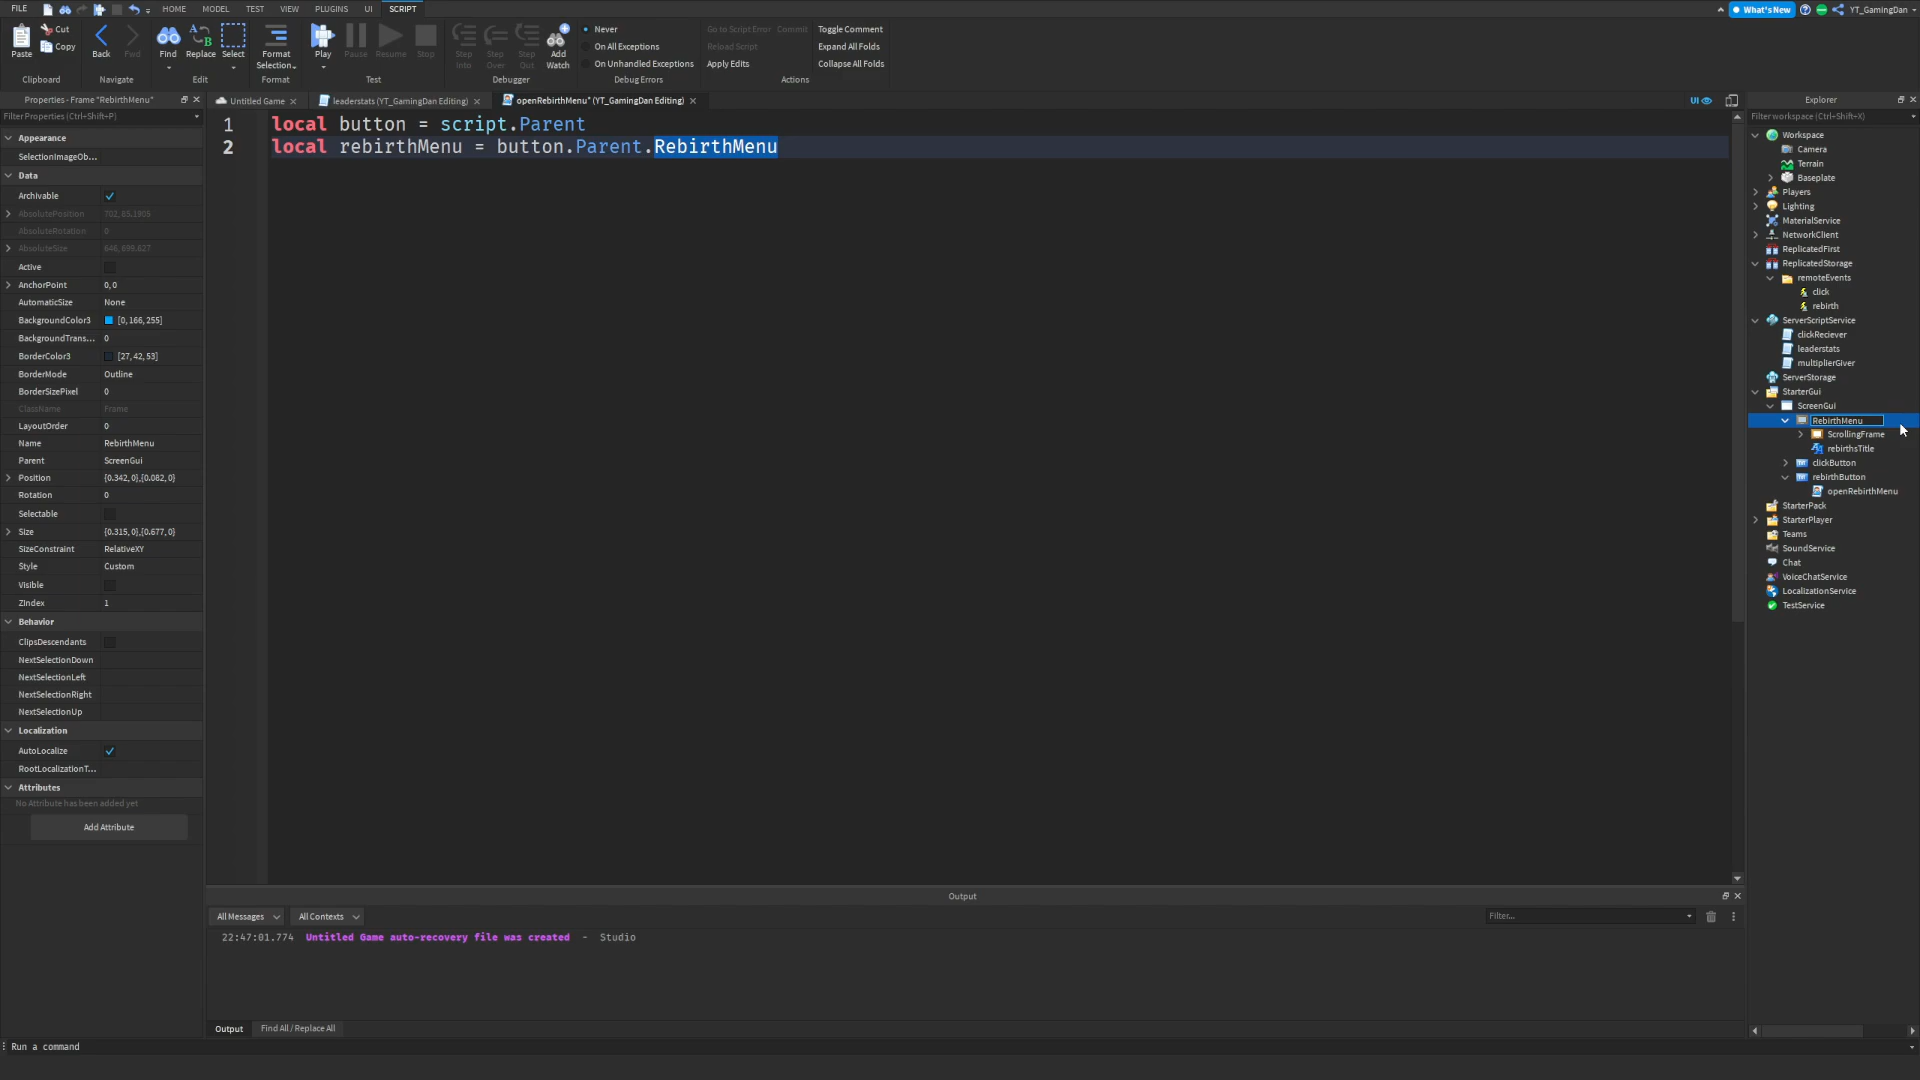 FILE HOME MODEL TEST VIEW PLUGINS UI SCRIPT What's New YT_GamingDan
Paste Cut Copy Clipboard
Back Fwd Navigate
Find Replace Select Edit
Format Selection Format
Play Pause Resume Stop Test
Step Into Step Over Step Out Add Watch Debugger
Never
On All Exceptions
On Unhandled Exceptions
Debug Errors
Go to Script Error Commit
Reload Script
Apply Edits
Toggle Comment
Expand All Folds
Collapse All Folds
Actions
Properties - Frame "RebirthMenu"
Filter Properties (Ctrl+Shift+P)
Appearance
SelectionImageOb...
Data
Archivable
AbsolutePosition 702, 85.1905
AbsoluteRotation 0
AbsoluteSize 646, 699.827
Active
AnchorPoint 0, 0
AutomaticSize None
BackgroundColor3 [0, 166, 255]
BackgroundTrans... 0
BorderColor3 [27, 42, 53]
BorderMode Outline
BorderSizePixel 0
ClassName Frame
LayoutOrder 0
Name RebirthMenu
Parent ScreenGui
Position {0.342, 0},{0.082, 0}
Rotation 0
Selectable
Size {0.315, 0},{0.677, 0}
SizeConstraint RelativeXY
Style Custom
Visible
ZIndex 1
Behavior
ClipsDescendants
NextSelectionDown
NextSelectionLeft
NextSelectionRight
NextSelectionUp
Localization
AutoLocalize
RootLocalizationT...
Attributes
No Attribute has been added yet
Add Attribute
Untitled Game leaderstats (YT_GamingDan Editing) openRebirthMenu* (YT_GamingDan Editing) UI
1 local button = script.Parent
2 local rebirthMenu = button.Parent.RebirthMenu
Output
All Messages All Contexts Filter...
22:47:01.774 Untitled Game auto-recovery file was created - Studio
Output Find All / Replace All
Run a command
Explorer
Filter workspace (Ctrl+Shift+X)
Workspace
Camera
Terrain
Baseplate
Players
Lighting
MaterialService
NetworkClient
ReplicatedFirst
ReplicatedStorage
remoteEvents
click
rebirth
ServerScriptService
clickReciever
leaderstats
multiplierGiver
ServerStorage
StarterGui
ScreenGui
RebirthMenu
ScrollingFrame
rebirthsTitle
clickButton
rebirthButton
openRebirthMenu
StarterPack
StarterPlayer
Teams
SoundService
Chat
VoiceChatService
LocalizationService
TestService